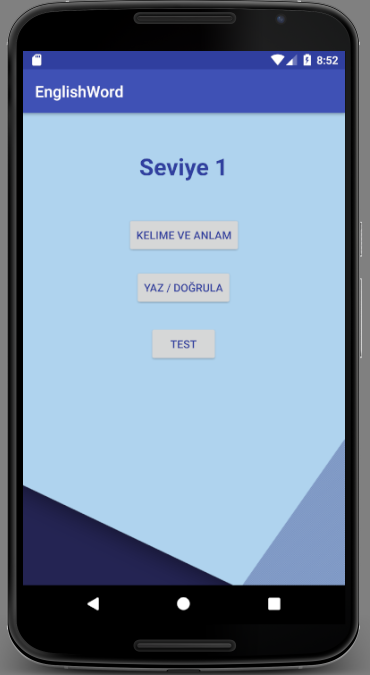 8:52
EnglishWord
Seviye 1
KELIME VE ANLAM
YAZ / DOĞRULA
TEST